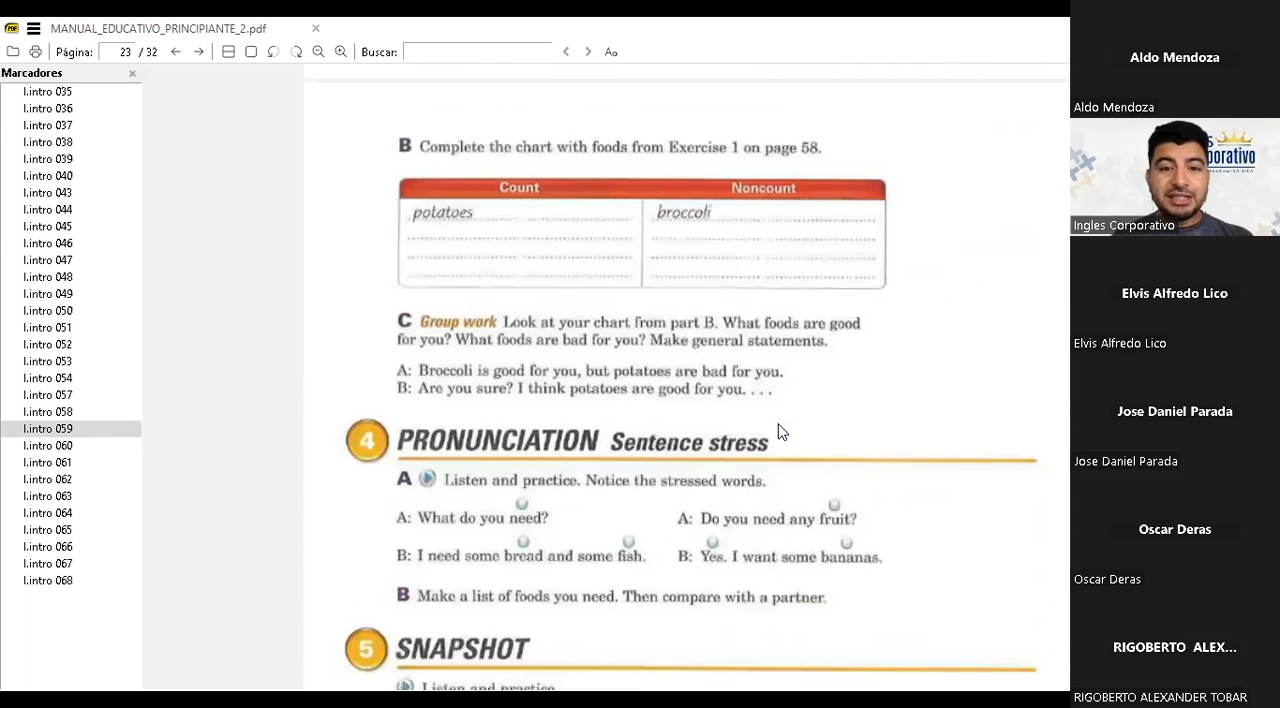 MANUAL_EDUCATIVO_PRINCIPIANTE_2.pdf
Página: 23 / 32 Buscar: Aa
Marcadores
I.intro 035
I.intro 036
I.intro 037
I.intro 038
I.intro 039
I.intro 040
I.intro 043
I.intro 044
I.intro 045
I.intro 046
I.intro 047
I.intro 048
I.intro 049
I.intro 050
I.intro 051
I.intro 052
I.intro 053
I.intro 054
I.intro 057
I.intro 058
I.intro 059
I.intro 060
I.intro 061
I.intro 062
I.intro 063
I.intro 064
I.intro 065
I.intro 066
I.intro 067
I.intro 068
B Complete the chart with foods from Exercise 1 on page 58.
Count Noncount
potatoes broccoli
C Group work Look at your chart from part B. What foods are good
for you? What foods are bad for you? Make general statements.
A: Broccoli is good for you, but potatoes are bad for you.
B: Are you sure? I think potatoes are good for you. . . .
4 PRONUNCIATION Sentence stress
A Listen and practice. Notice the stressed words.
A: What do you need? A: Do you need any fruit?
B: I need some bread and some fish. B: Yes. I want some bananas.
B Make a list of foods you need. Then compare with a partner.
5 SNAPSHOT
Listen and practice.
Aldo Mendoza
Aldo Mendoza
Ingles Corporativo
Elvis Alfredo Lico
Elvis Alfredo Lico
Jose Daniel Parada
Jose Daniel Parada
Oscar Deras
Oscar Deras
RIGOBERTO ALEX...
RIGOBERTO ALEXANDER TOBAR